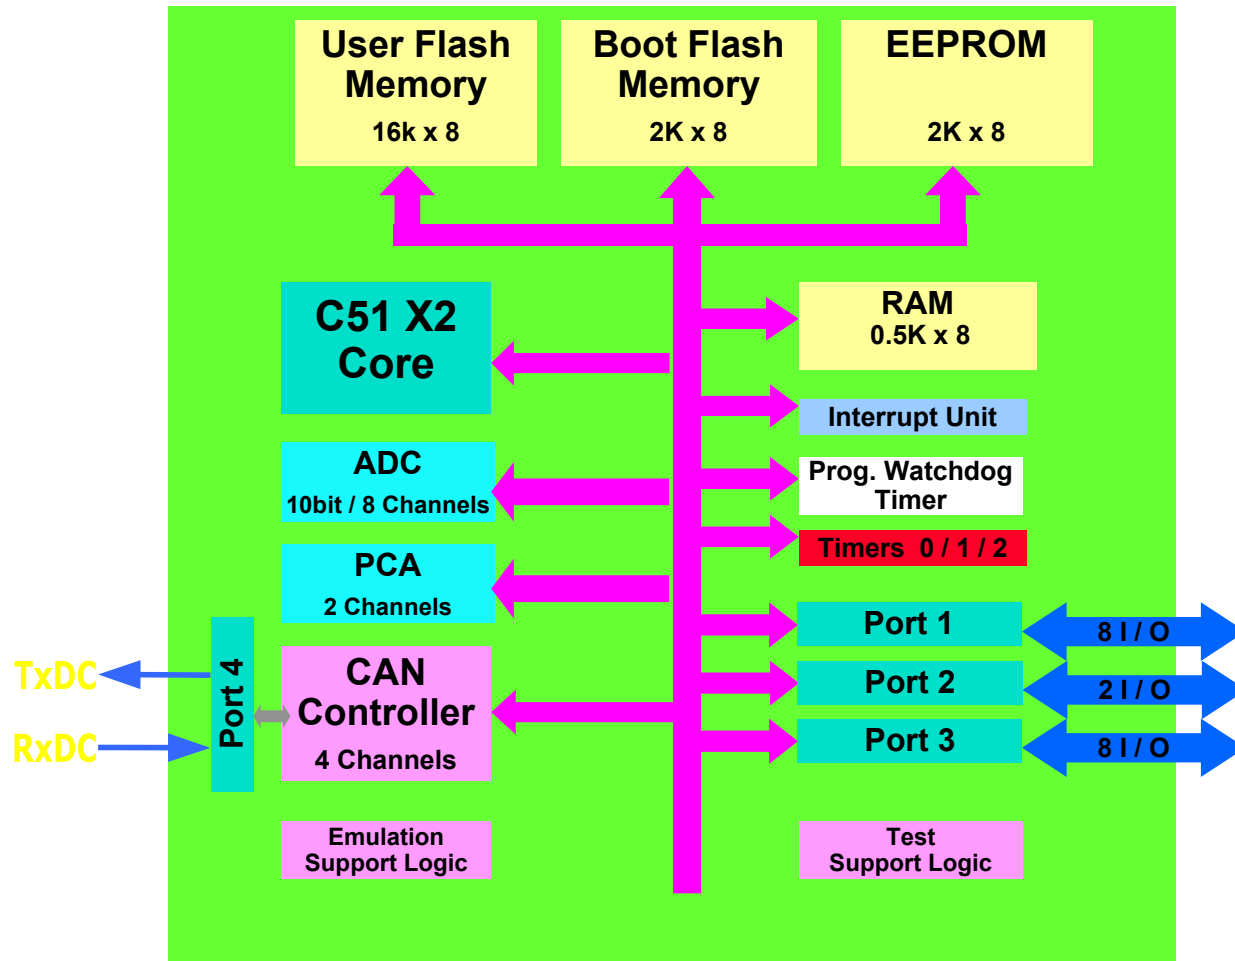 User Flash
Memory
16k x 8
Boot Flash
Memory
2K x 8
EEPROM
2K x 8
C51 X2
Core
RAM
0.5K x 8
Interrupt Unit
ADC
10bit / 8 Channels
Prog. Watchdog
Timer
Timers 0 / 1 / 2
PCA
2 Channels
Port 1
8 I / O
TxDC
RxDC
Port 4
CAN
Controller
4 Channels
Port 2
2 I / O
Port 3
8 I / O
Emulation
Support Logic
Test
Support Logic